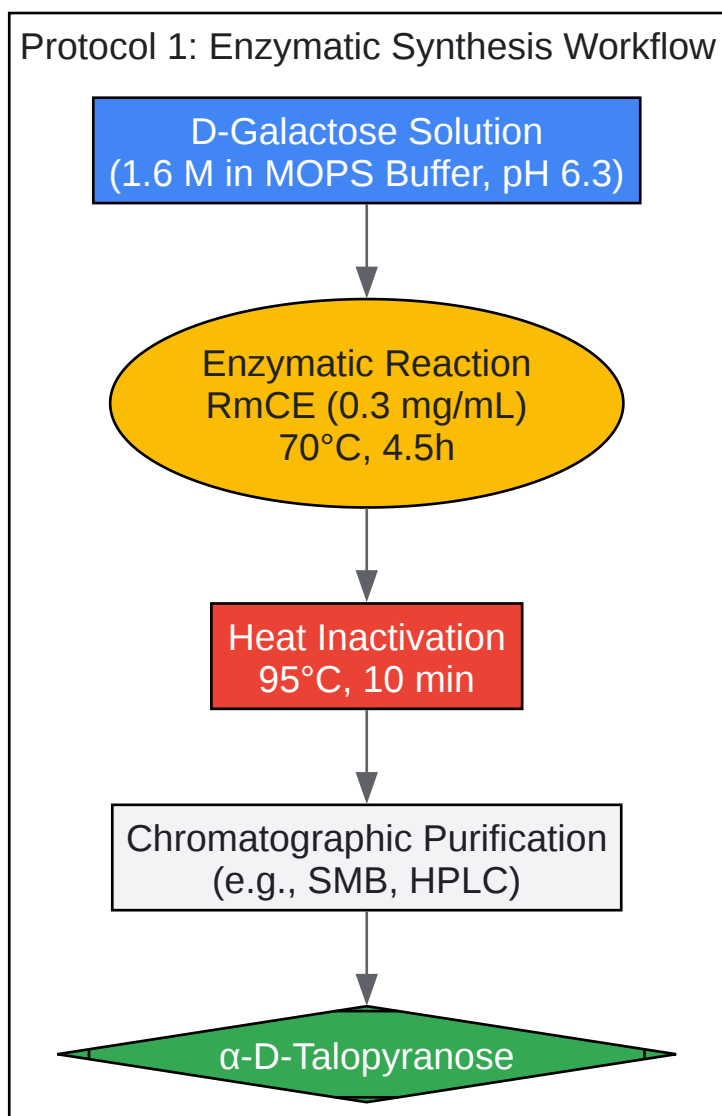 Protocol 1: Enzymatic Synthesis Workflow
D-Galactose Solution
(1.6 M in MOPS Buffer, pH 6.3)
Enzymatic Reaction
RmCE (0.3 mg/mL)
70°C, 4.5h
Heat Inactivation
95°C, 10 min
Chromatographic Purification
(e.g., SMB, HPLC)
α-D-Talopyranose